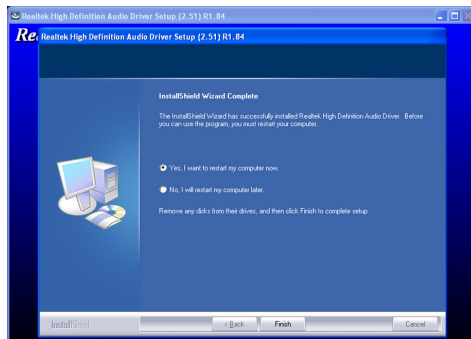 Realtek High Definition Audio Driver Setup (2.51) R1.84
Re
Realtek High Definition Audio Driver Setup (2.51) R1.84
InstallShield Wizard Complete
The InstallShield Wizard has successfully installed Realtek High Definition Audio Driver. Before
you can use the program, you must restart your computer.
Yes, I want to restart my computer now.
No, I will restart my computer later.
Remove any disks from their drives, and then click Finish to complete setup.
InstallShield
< Back
Finish
Cancel